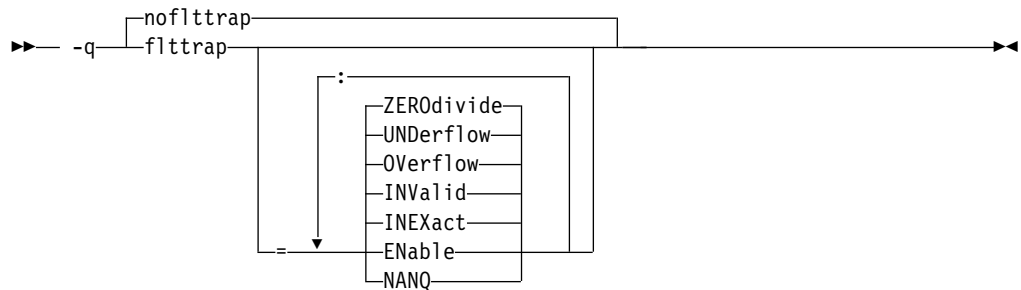 noflttrap
-q flttrap
:
ZEROdivide
UNDerflow
OVerflow
INValid
INEXact
= ENable
NANQ